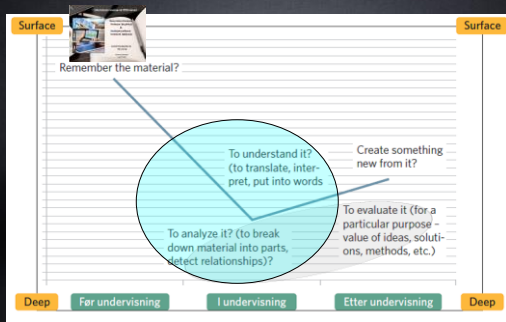 Surface
Surface
Remember the material?
To understand it?
(to translate, inter-
pret, put into words
Create something
new from it?
To analyze it? (to break
down material into parts,
detect relationships)?
To evaluate it (for a
particular purpose –
value of ideas, soluti-
ons, methods, etc.)
Deep
Før undervisning
I undervisning
Etter undervisning
Deep